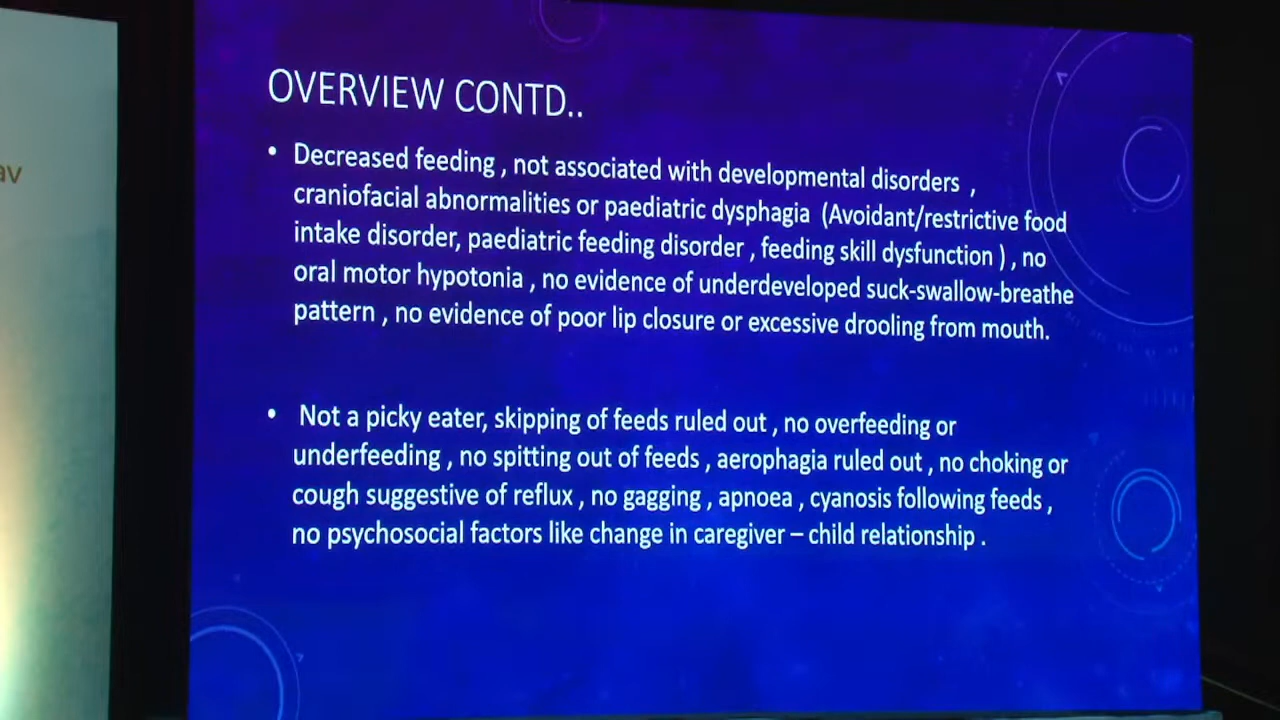 av
OVERVIEW CONTD..
• Decreased feeding , not associated with developmental disorders ,
craniofacial abnormalities or paediatric dysphagia (Avoidant/restrictive food
intake disorder, paediatric feeding disorder , feeding skill dysfunction ) , no
oral motor hypotonia , no evidence of underdeveloped suck-swallow-breathe
pattern , no evidence of poor lip closure or excessive drooling from mouth.
• Not a picky eater, skipping of feeds ruled out , no overfeeding or
underfeeding , no spitting out of feeds , aerophagia ruled out , no choking or
cough suggestive of reflux , no gagging , apnoea , cyanosis following feeds ,
no psychosocial factors like change in caregiver – child relationship .